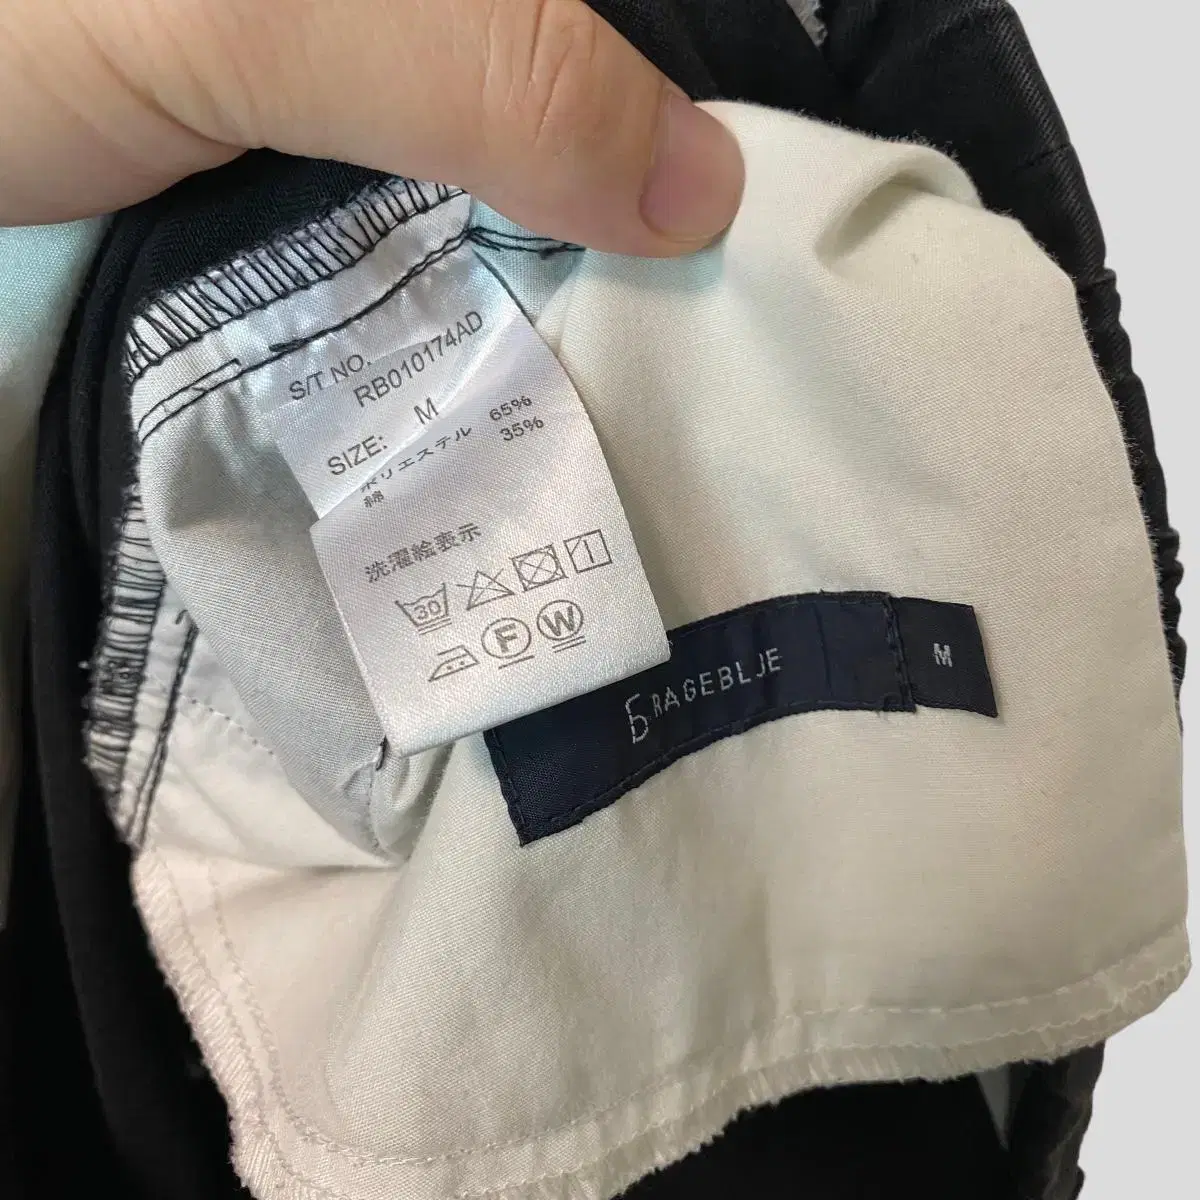 S/T NO.
RB010174AD
SIZE: M
ポリエステル 65%
綿 35%
洗濯絵表示
30
F W
RAGEBLUE
M